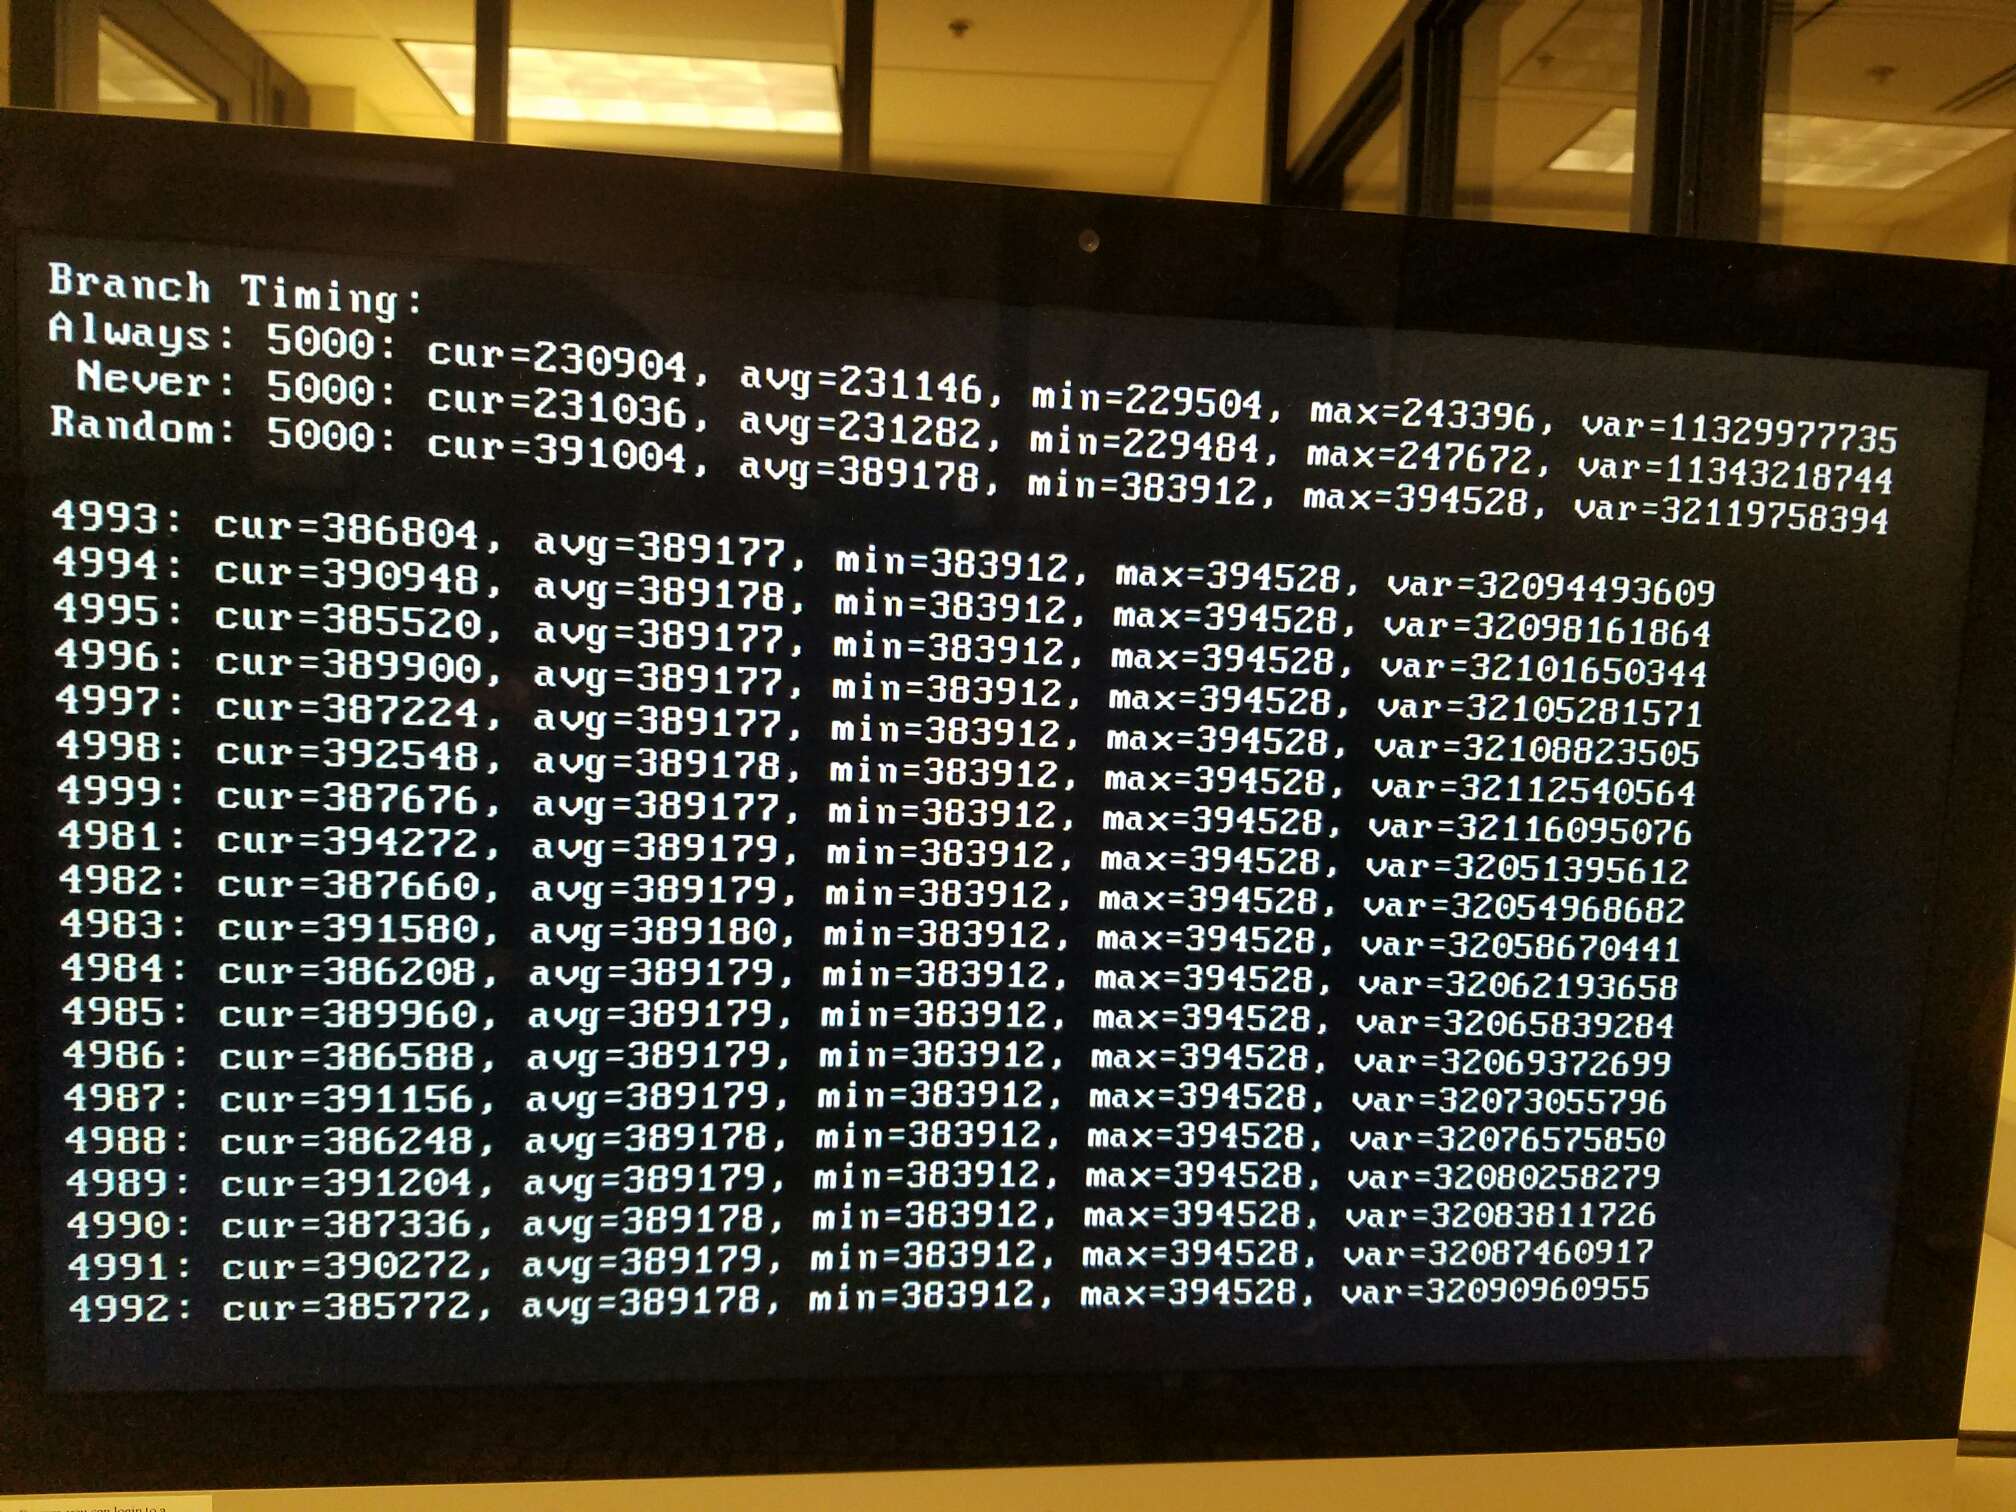 Branch Timing:
Always: 5000: cur=230904, avg=231146, min=229504, max=243396, var=11329977735
Never: 5000: cur=231036, avg=231282, min=229484, max=247672, var=11343218744
Random: 5000: cur=391004, avg=389178, min=383912, max=394528, var=32119758394
4993: cur=386804, avg=389177, min=383912, max=394528, var=32094493609
4994: cur=390948, avg=389178, min=383912, max=394528, var=32098161864
4995: cur=385520, avg=389177, min=383912, max=394528, var=32101650344
4996: cur=389900, avg=389177, min=383912, max=394528, var=32105281571
4997: cur=387224, avg=389177, min=383912, max=394528, var=32108823505
4998: cur=392548, avg=389178, min=383912, max=394528, var=32112540564
4999: cur=387676, avg=389177, min=383912, max=394528, var=32116095076
4981: cur=394272, avg=389179, min=383912, max=394528, var=32051395612
4982: cur=387660, avg=389179, min=383912, max=394528, var=32054968682
4983: cur=391580, avg=389180, min=383912, max=394528, var=32058670441
4984: cur=386208, avg=389179, min=383912, max=394528, var=32062193658
4985: cur=389960, avg=389179, min=383912, max=394528, var=32065839284
4986: cur=386588, avg=389179, min=383912, max=394528, var=32069372699
4987: cur=391156, avg=389179, min=383912, max=394528, var=32073055796
4988: cur=386248, avg=389178, min=383912, max=394528, var=32076575850
4989: cur=391204, avg=389179, min=383912, max=394528, var=32080258279
4990: cur=387336, avg=389178, min=383912, max=394528, var=32083811726
4991: cur=390272, avg=389179, min=383912, max=394528, var=32087460917
4992: cur=385772, avg=389178, min=383912, max=394528, var=32090960955
you can login to a